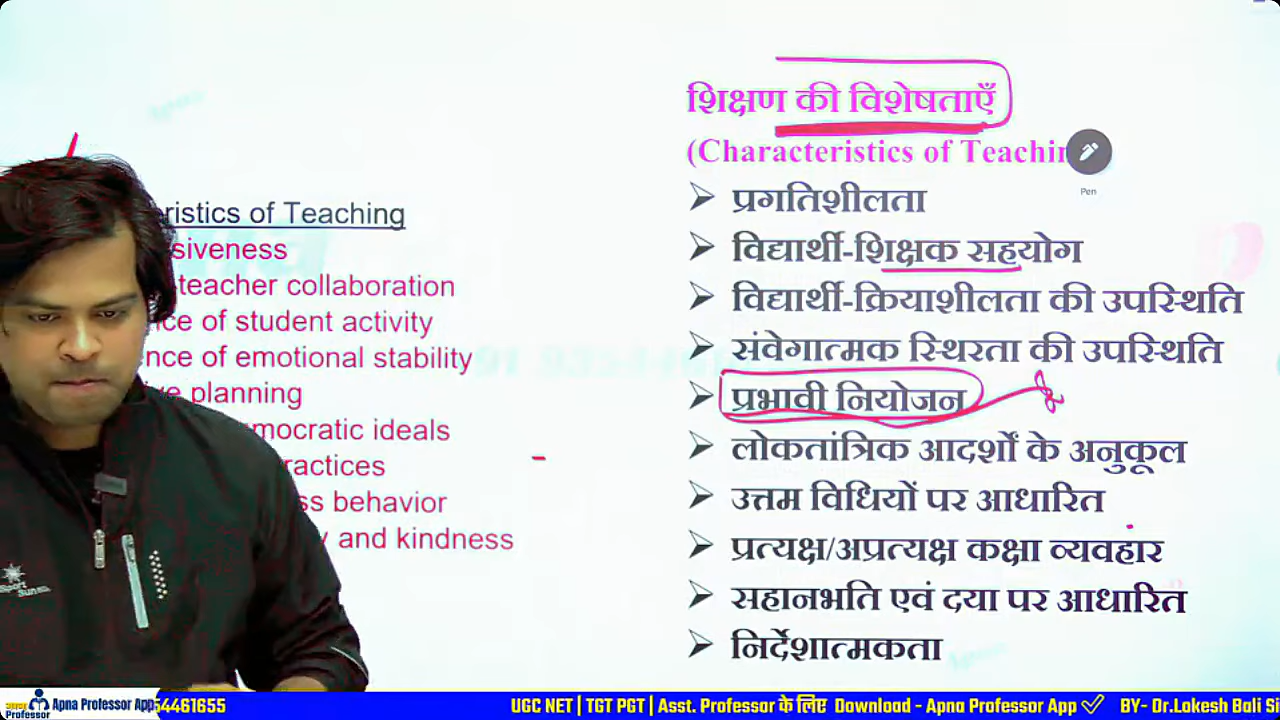 शिक्षण की विशेषताएँ
(Characteristics of Teachin
Pen
➢ प्रगतिशीलता
➢ विद्यार्थी-शिक्षक सहयोग
➢ विद्यार्थी-क्रियाशीलता की उपस्थिति
➢ संवेगात्मक स्थिरता की उपस्थिति
➢ प्रभावी नियोजन
➢ लोकतांत्रिक आदर्शों के अनुकूल
➢ उत्तम विधियों पर आधारित
➢ प्रत्यक्ष/अप्रत्यक्ष कक्षा व्यवहार
➢ सहानभति एवं दया पर आधारित
➢ निर्देशात्मकता
ristics of Teaching
siveness
teacher collaboration
nce of student activity
ence of emotional stability
ve planning
mocratic ideals
ractices
ss behavior
y and kindness
Apna Professor App 54461655
Professor
UGC NET | TGT PGT | Asst. Professor के लिए Download - Apna Professor App ✓ BY- Dr.Lokesh Bali Si